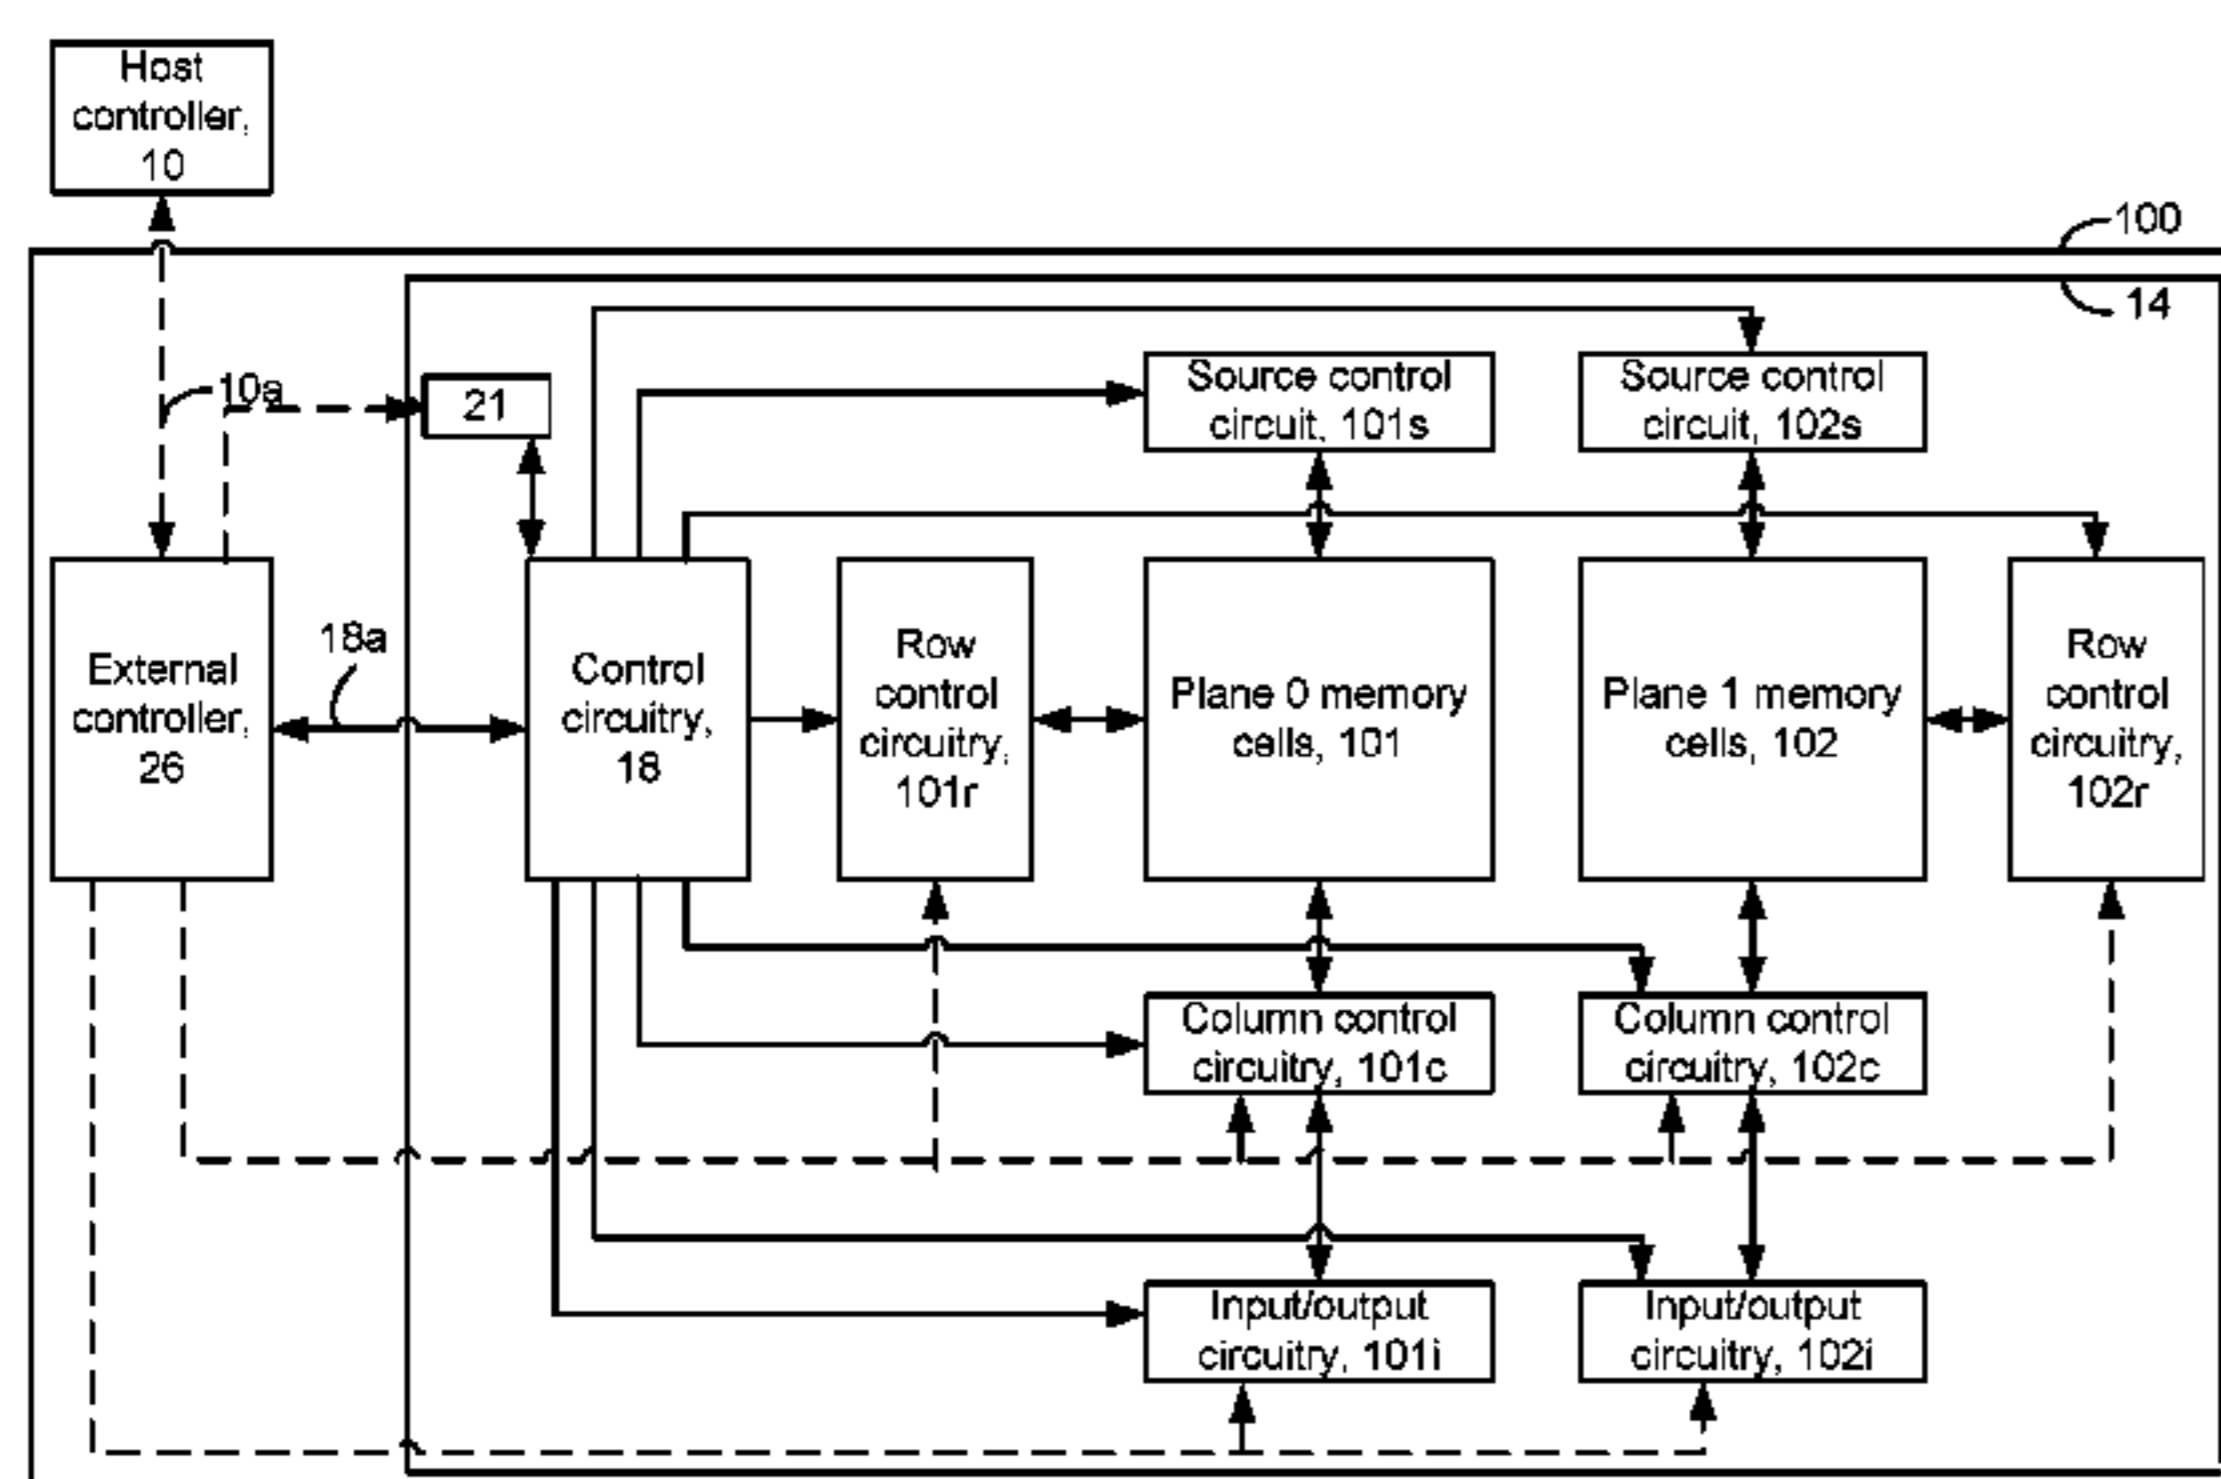 Host
controller,
10
100
14
10a
21
Source control
circuit, 101s
Source control
circuit, 102s
18a
External
controller,
26
Control
circuitry,
18
Row
control
circuitry,
101r
Plane 0 memory
cells, 101
Plane 1 memory
cells, 102
Row
control
circuitry,
102r
Column control
circuitry, 101c
Column control
circuitry, 102c
Input/output
circuitry, 101i
Input/output
circuitry, 102i